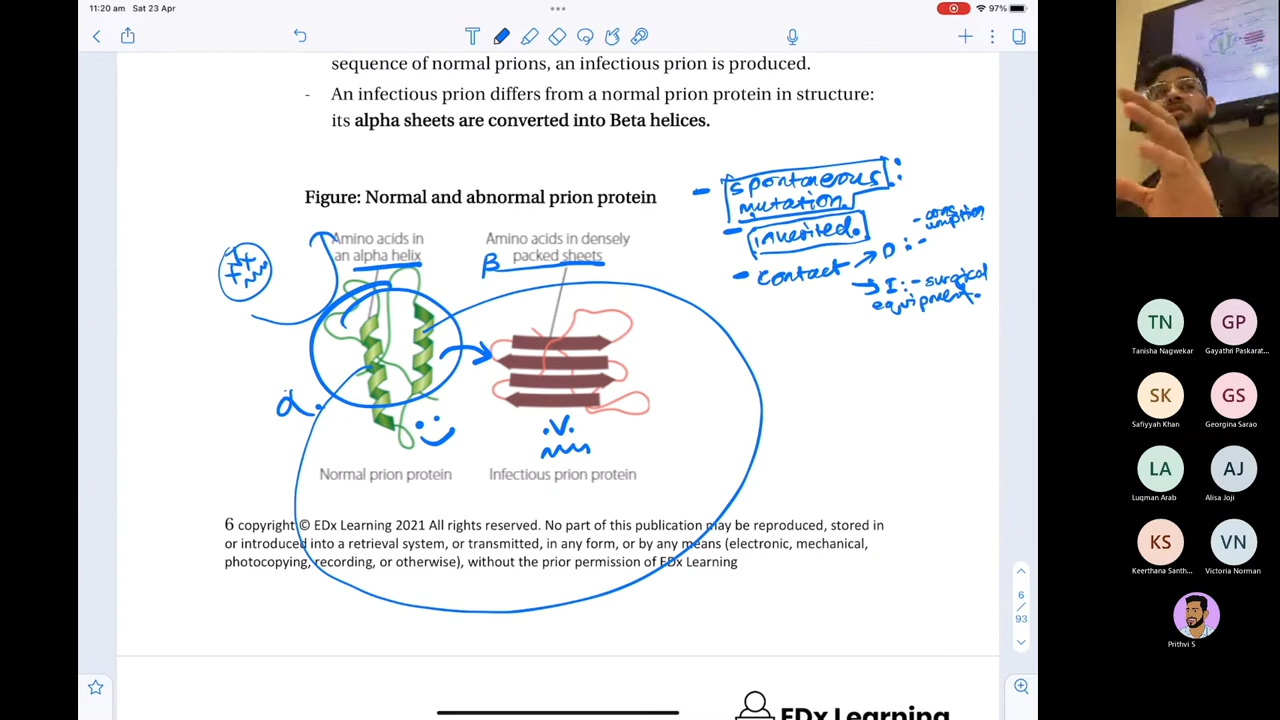 11:20 am Sat 23 Apr
97%
sequence of normal prions, an infectious prion is produced.
- An infectious prion differs from a normal prion protein in structure:
its alpha sheets are converted into Beta helices.
- spontaneous :
mutation.
- inherited.
- contact → D :- consumption
→ I :- surgical
equipment.
Figure: Normal and abnormal prion protein
Amino acids in
an alpha helix
Amino acids in densely
packed sheets
β
α.
Normal prion protein
Infectious prion protein
6 copyright © EDx Learning 2021 All rights reserved. No part of this publication may be reproduced, stored in
or introduced into a retrieval system, or transmitted, in any form, or by any means (electronic, mechanical,
photocopying, recording, or otherwise), without the prior permission of EDx Learning
6
/
93
EDx Learning
TN
Tanisha Nagwekar
GP
Gayathri Paskarat...
SK
Safiyyah Khan
GS
Georgina Sarao
LA
Luqman Arab
AJ
Alisa Joji
KS
Keerthana Santh...
VN
Victoria Norman
Prithvi S